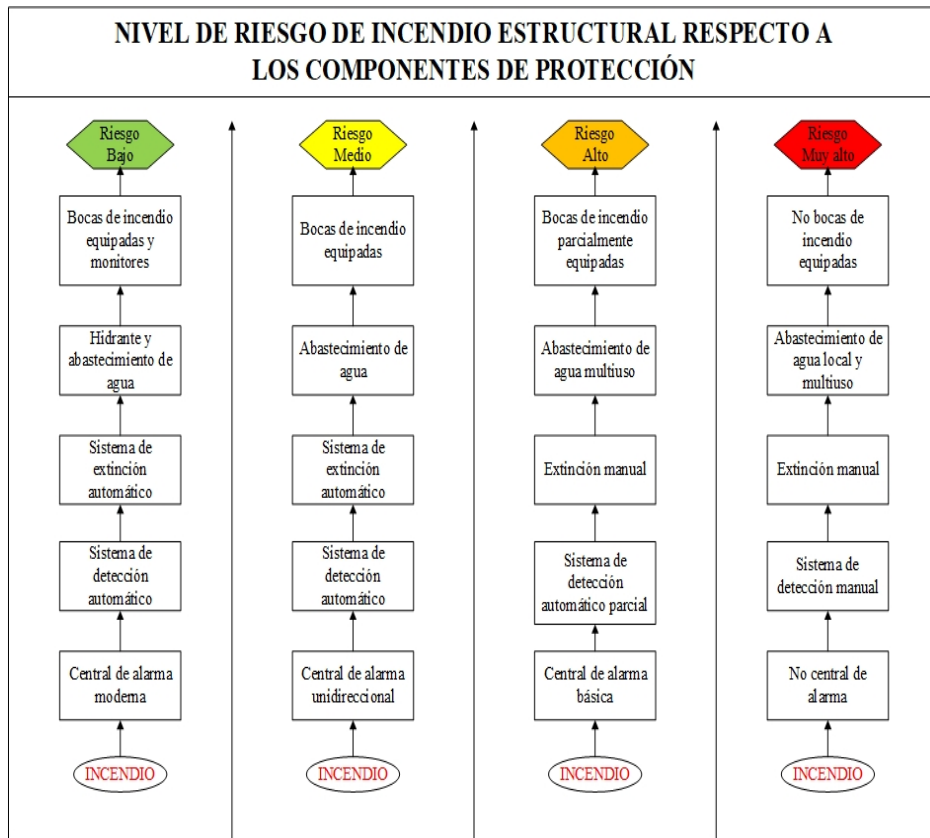 NIVEL DE RIESGO DE INCENDIO ESTRUCTURAL RESPECTO A
LOS COMPONENTES DE PROTECCIÓN
Riesgo
Bajo
Bocas de incendio
equipadas y
monitores
Hidrante y
abastecimiento de
agua
Sistema de
extinción
automático
Sistema de
detección
automático
Central de alarma
moderna
INCENDIO
Riesgo
Medio
Bocas de incendio
equipadas
Abastecimiento de
agua
Sistema de
extinción
automático
Sistema de
detección
automático
Central de alarma
unidireccional
INCENDIO
Riesgo
Alto
Bocas de incendio
parcialmente
equipadas
Abastecimiento de
agua multiuso
Extinción manual
Sistema de
detección
automático parcial
Central de alarma
básica
INCENDIO
Riesgo
Muy alto
No bocas de
incendio
equipadas
Abastecimiento de
agua local y
multiuso
Extinción manual
Sistema de
detección manual
No central de
alarma
INCENDIO